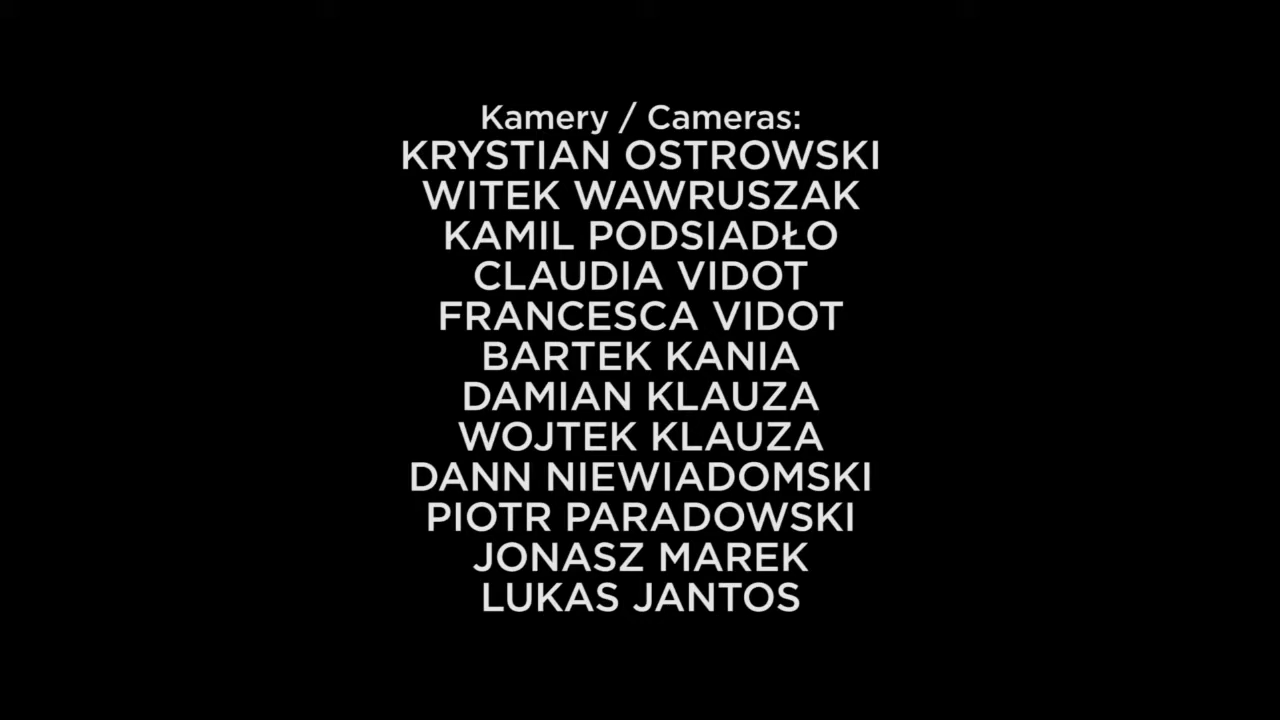 Kamery / Cameras:
KRYSTIAN OSTROWSKI
WITEK WAWRUSZAK
KAMIL PODSIADŁO
CLAUDIA VIDOT
FRANCESCA VIDOT
BARTEK KANIA
DAMIAN KLAUZA
WOJTEK KLAUZA
DANN NIEWIADOMSKI
PIOTR PARADOWSKI
JONASZ MAREK
LUKAS JANTOS